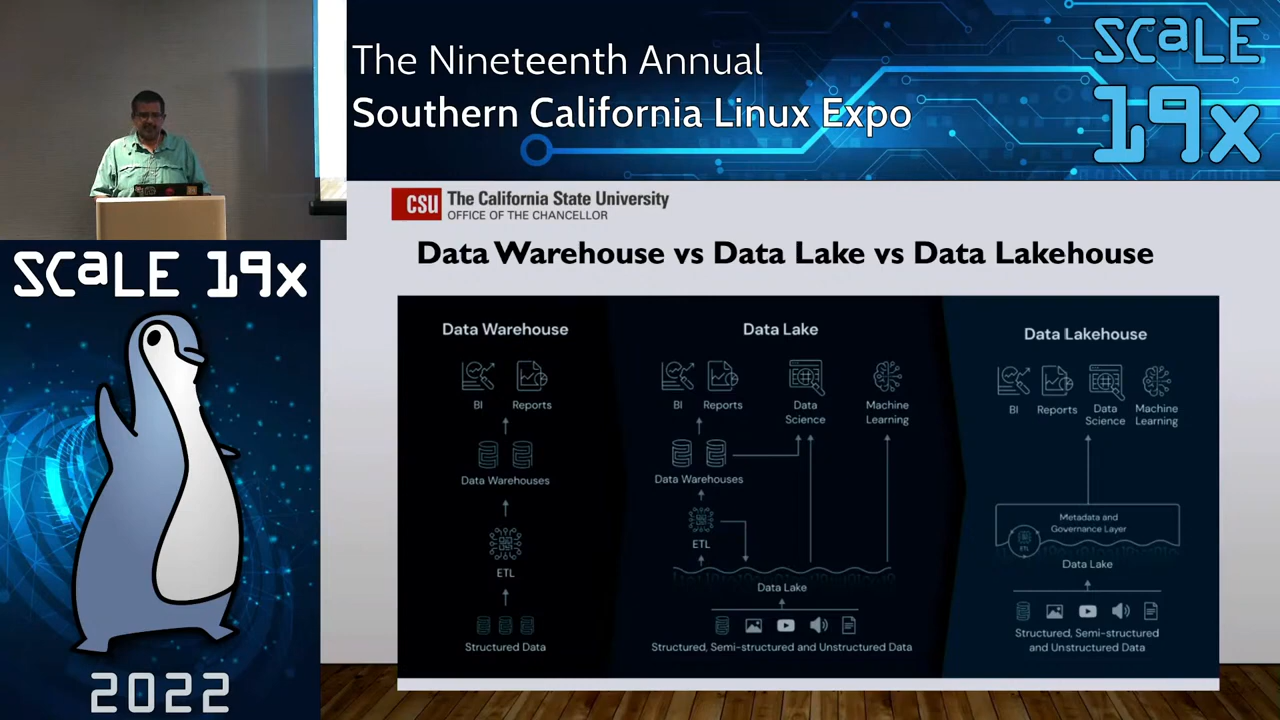 The Nineteenth Annual
Southern California Linux Expo
SCaLE
19x
CSU The California State University
OFFICE OF THE CHANCELLOR
Data Warehouse vs Data Lake vs Data Lakehouse
SCaLE 19x
2022
Data Warehouse
BI Reports
Data Warehouses
ETL
Structured Data
Data Lake
BI Reports Data
Science Machine
Learning
Data Warehouses
ETL
Data Lake
Structured, Semi-structured and Unstructured Data
Data Lakehouse
BI Reports Data
Science Machine
Learning
Metadata and
Governance Layer
ETL
Data Lake
Structured, Semi-structured
and Unstructured Data